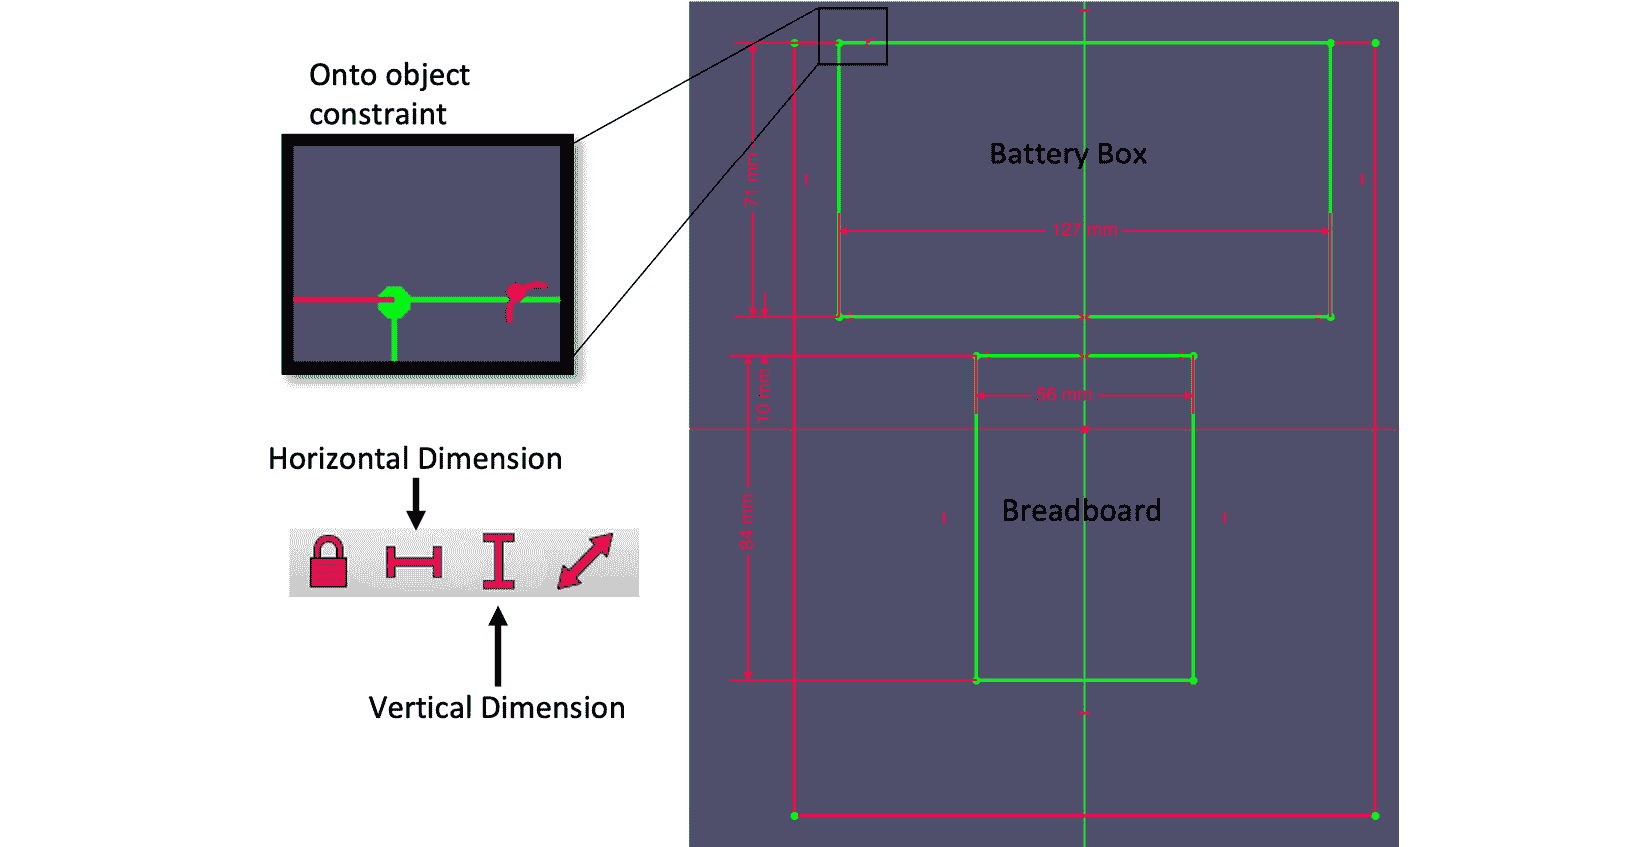 Onto object
constraint
Battery Box
71 mm
127 mm
56 mm
10 mm
Horizontal Dimension
Breadboard
84 mm
Vertical Dimension